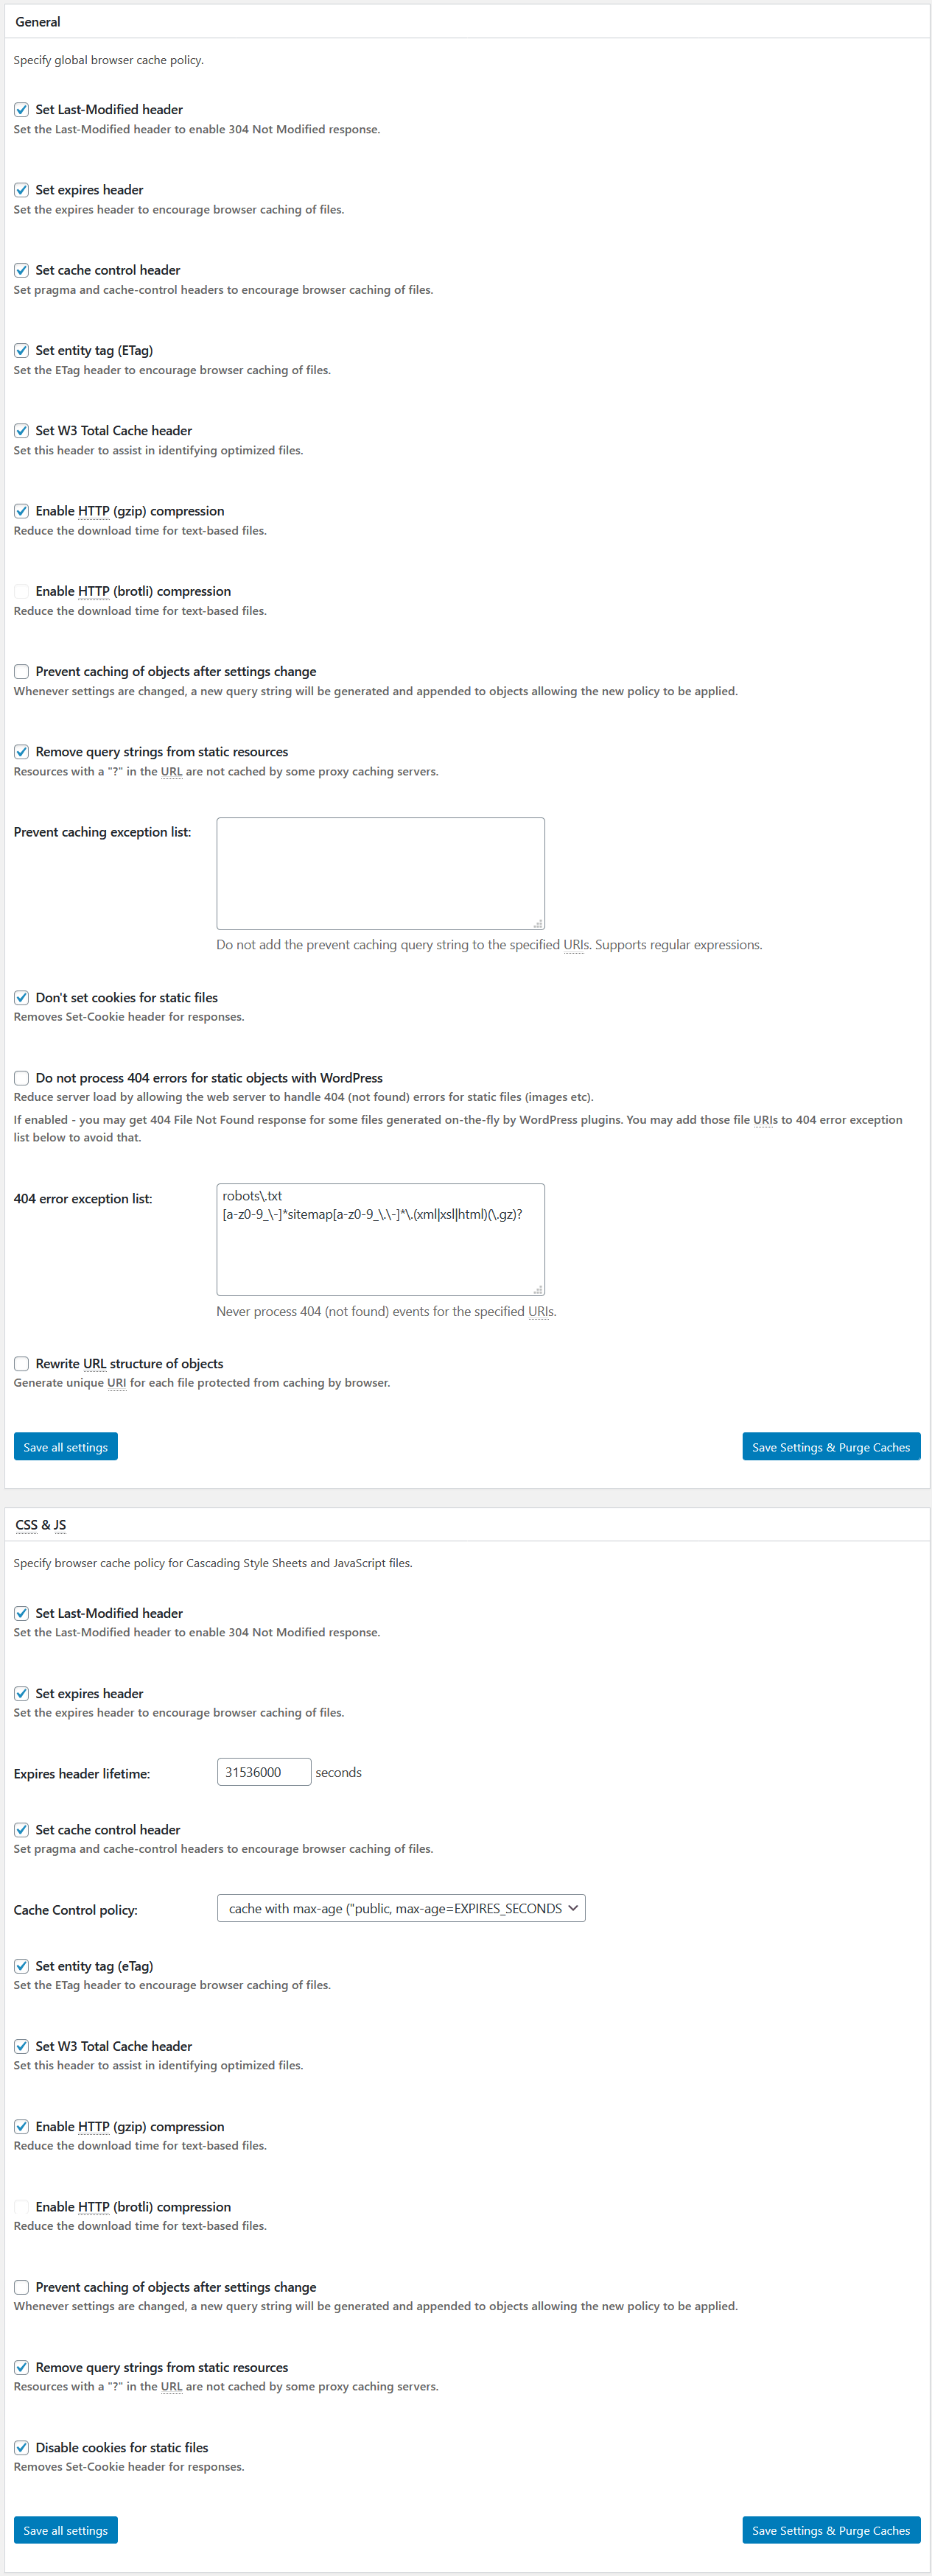 General
Specify global browser cache policy.
Set Last-Modified header
Set the Last-Modified header to enable 304 Not Modified response.
Set expires header
Set the expires header to encourage browser caching of files.
Set cache control header
Set pragma and cache-control headers to encourage browser caching of files.
Set entity tag (ETag)
Set the ETag header to encourage browser caching of files.
Set W3 Total Cache header
Set this header to assist in identifying optimized files.
Enable HTTP (gzip) compression
Reduce the download time for text-based files.
Enable HTTP (brotli) compression
Reduce the download time for text-based files.
Prevent caching of objects after settings change
Whenever settings are changed, a new query string will be generated and appended to objects allowing the new policy to be applied.
Remove query strings from static resources
Resources with a "?" in the URL are not cached by some proxy caching servers.
Prevent caching exception list:
Do not add the prevent caching query string to the specified URIs. Supports regular expressions.
Don't set cookies for static files
Removes Set-Cookie header for responses.
Do not process 404 errors for static objects with WordPress
Reduce server load by allowing the web server to handle 404 (not found) errors for static files (images etc).
If enabled - you may get 404 File Not Found response for some files generated on-the-fly by WordPress plugins. You may add those file URIs to 404 error exception
list below to avoid that.
404 error exception list:
robots\.txt
[a-z0-9_\-]*sitemap[a-z0-9_\.\-]*\.(xml|xsl|html)(\.gz)?
Never process 404 (not found) events for the specified URIs.
Rewrite URL structure of objects
Generate unique URI for each file protected from caching by browser.
Save all settings
Save Settings & Purge Caches
CSS & JS
Specify browser cache policy for Cascading Style Sheets and JavaScript files.
Set Last-Modified header
Set the Last-Modified header to enable 304 Not Modified response.
Set expires header
Set the expires header to encourage browser caching of files.
Expires header lifetime: 31536000 seconds
Set cache control header
Set pragma and cache-control headers to encourage browser caching of files.
Cache Control policy: cache with max-age ("public, max-age=EXPIRES_SECONDS
Set entity tag (eTag)
Set the ETag header to encourage browser caching of files.
Set W3 Total Cache header
Set this header to assist in identifying optimized files.
Enable HTTP (gzip) compression
Reduce the download time for text-based files.
Enable HTTP (brotli) compression
Reduce the download time for text-based files.
Prevent caching of objects after settings change
Whenever settings are changed, a new query string will be generated and appended to objects allowing the new policy to be applied.
Remove query strings from static resources
Resources with a "?" in the URL are not cached by some proxy caching servers.
Disable cookies for static files
Removes Set-Cookie header for responses.
Save all settings
Save Settings & Purge Caches